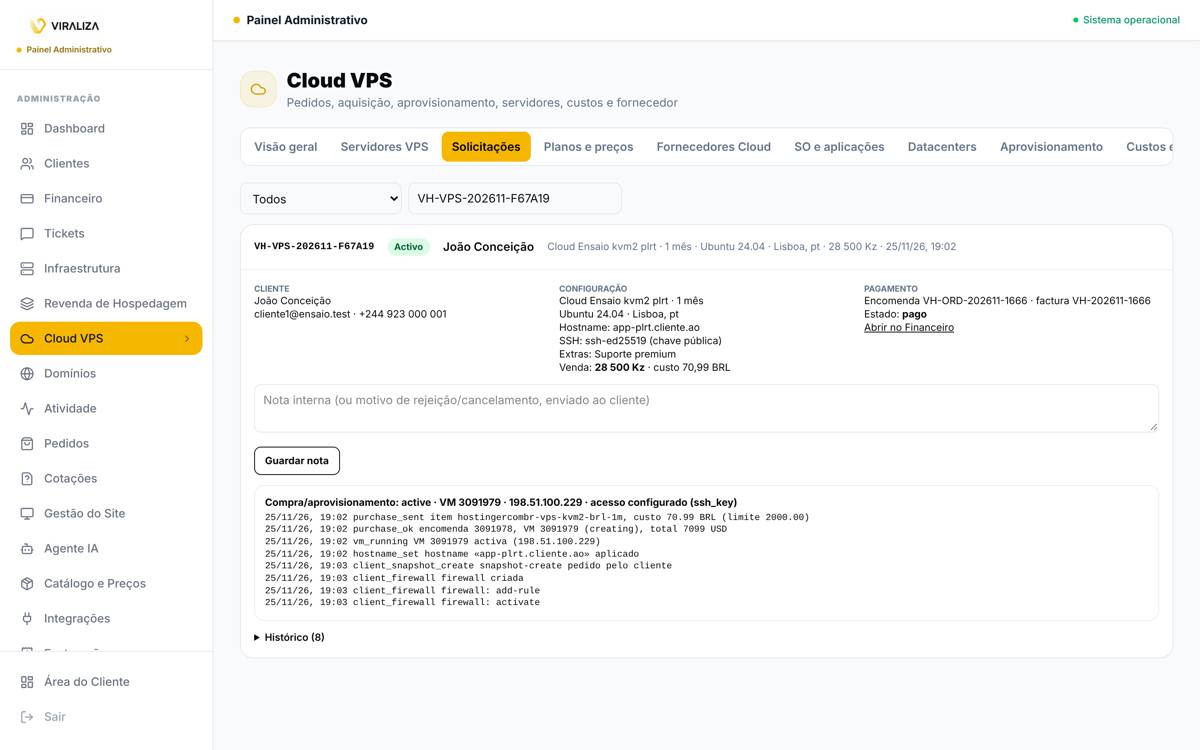 VIRALIZA
Painel Administrativo
ADMINISTRAÇÃO
Dashboard
Clientes
Financeiro
Tickets
Infraestrutura
Revenda de Hospedagem
Cloud VPS
Domínios
Atividade
Pedidos
Cotações
Gestão do Site
Agente IA
Catálogo e Preços
Integrações
Área do Cliente
Sair
Painel Administrativo
Sistema operacional
Cloud VPS
Pedidos, aquisição, aprovisionamento, servidores, custos e fornecedor
Visão geral
Servidores VPS
Solicitações
Planos e preços
Fornecedores Cloud
SO e aplicações
Datacenters
Aprovisionamento
Custos e
Todos
VH-VPS-202611-F67A19
VH-VPS-202611-F67A19 Activo João Conceição Cloud Ensaio kvm2 plrt · 1 mês · Ubuntu 24.04 · Lisboa, pt · 28 500 Kz · 25/11/26, 19:02
CLIENTE
João Conceição
cliente1@ensaio.test · +244 923 000 001
CONFIGURAÇÃO
Cloud Ensaio kvm2 plrt · 1 mês
Ubuntu 24.04 · Lisboa, pt
Hostname: app-plrt.cliente.ao
SSH: ssh-ed25519 (chave pública)
Extras: Suporte premium
Venda: 28 500 Kz · custo 70,99 BRL
PAGAMENTO
Encomenda VH-ORD-202611-1666 · factura VH-202611-1666
Estado: pago
Abrir no Financeiro
Nota interna (ou motivo de rejeição/cancelamento, enviado ao cliente)
Guardar nota
Compra/aprovisionamento: active · VM 3091979 · 198.51.100.229 · acesso configurado (ssh_key)
25/11/26, 19:02 purchase_sent item hostingercombr-vps-kvm2-brl-1m, custo 70.99 BRL (limite 2000.00)
25/11/26, 19:02 purchase_ok encomenda 3091978, VM 3091979 (creating), total 7099 USD
25/11/26, 19:02 vm_running VM 3091979 activa (198.51.100.229)
25/11/26, 19:02 hostname_set hostname «app-plrt.cliente.ao» aplicado
25/11/26, 19:03 client_snapshot_create snapshot-create pedido pelo cliente
25/11/26, 19:03 client_firewall firewall criada
25/11/26, 19:03 client_firewall firewall: add-rule
25/11/26, 19:03 client_firewall firewall: activate
Histórico (8)